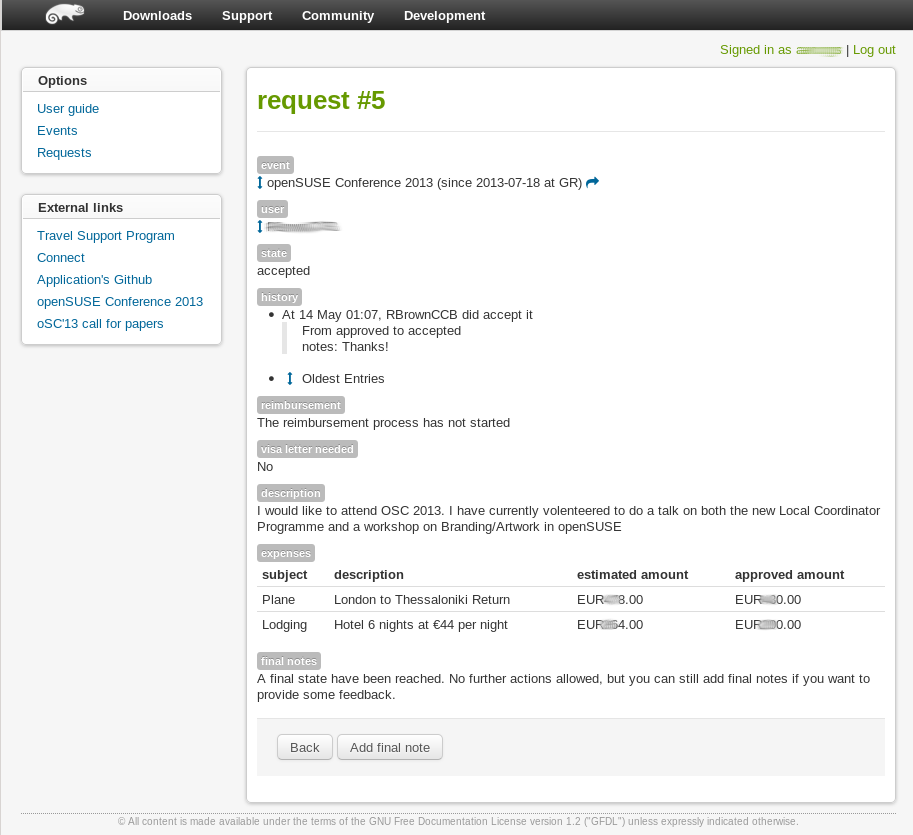 Downloads Support Community Development
Signed in as | Log out
Options
User guide
Events
Requests
External links
Travel Support Program
Connect
Application's Github
openSUSE Conference 2013
oSC'13 call for papers
request #5
event
openSUSE Conference 2013 (since 2013-07-18 at GR)
user
state
accepted
history
At 14 May 01:07, RBrownCCB did accept it
From approved to accepted
notes: Thanks!
Oldest Entries
reimbursement
The reimbursement process has not started
visa letter needed
No
description
I would like to attend OSC 2013. I have currently volenteered to do a talk on both the new Local Coordinator
Programme and a workshop on Branding/Artwork in openSUSE
expenses
subject description estimated amount approved amount
Plane London to Thessaloniki Return EUR 8.00 EUR 0.00
Lodging Hotel 6 nights at €44 per night EUR 64.00 EUR 0.00
final notes
A final state have been reached. No further actions allowed, but you can still add final notes if you want to
provide some feedback.
Back Add final note
© All content is made available under the terms of the GNU Free Documentation License version 1.2 ("GFDL") unless expressly indicated otherwise.